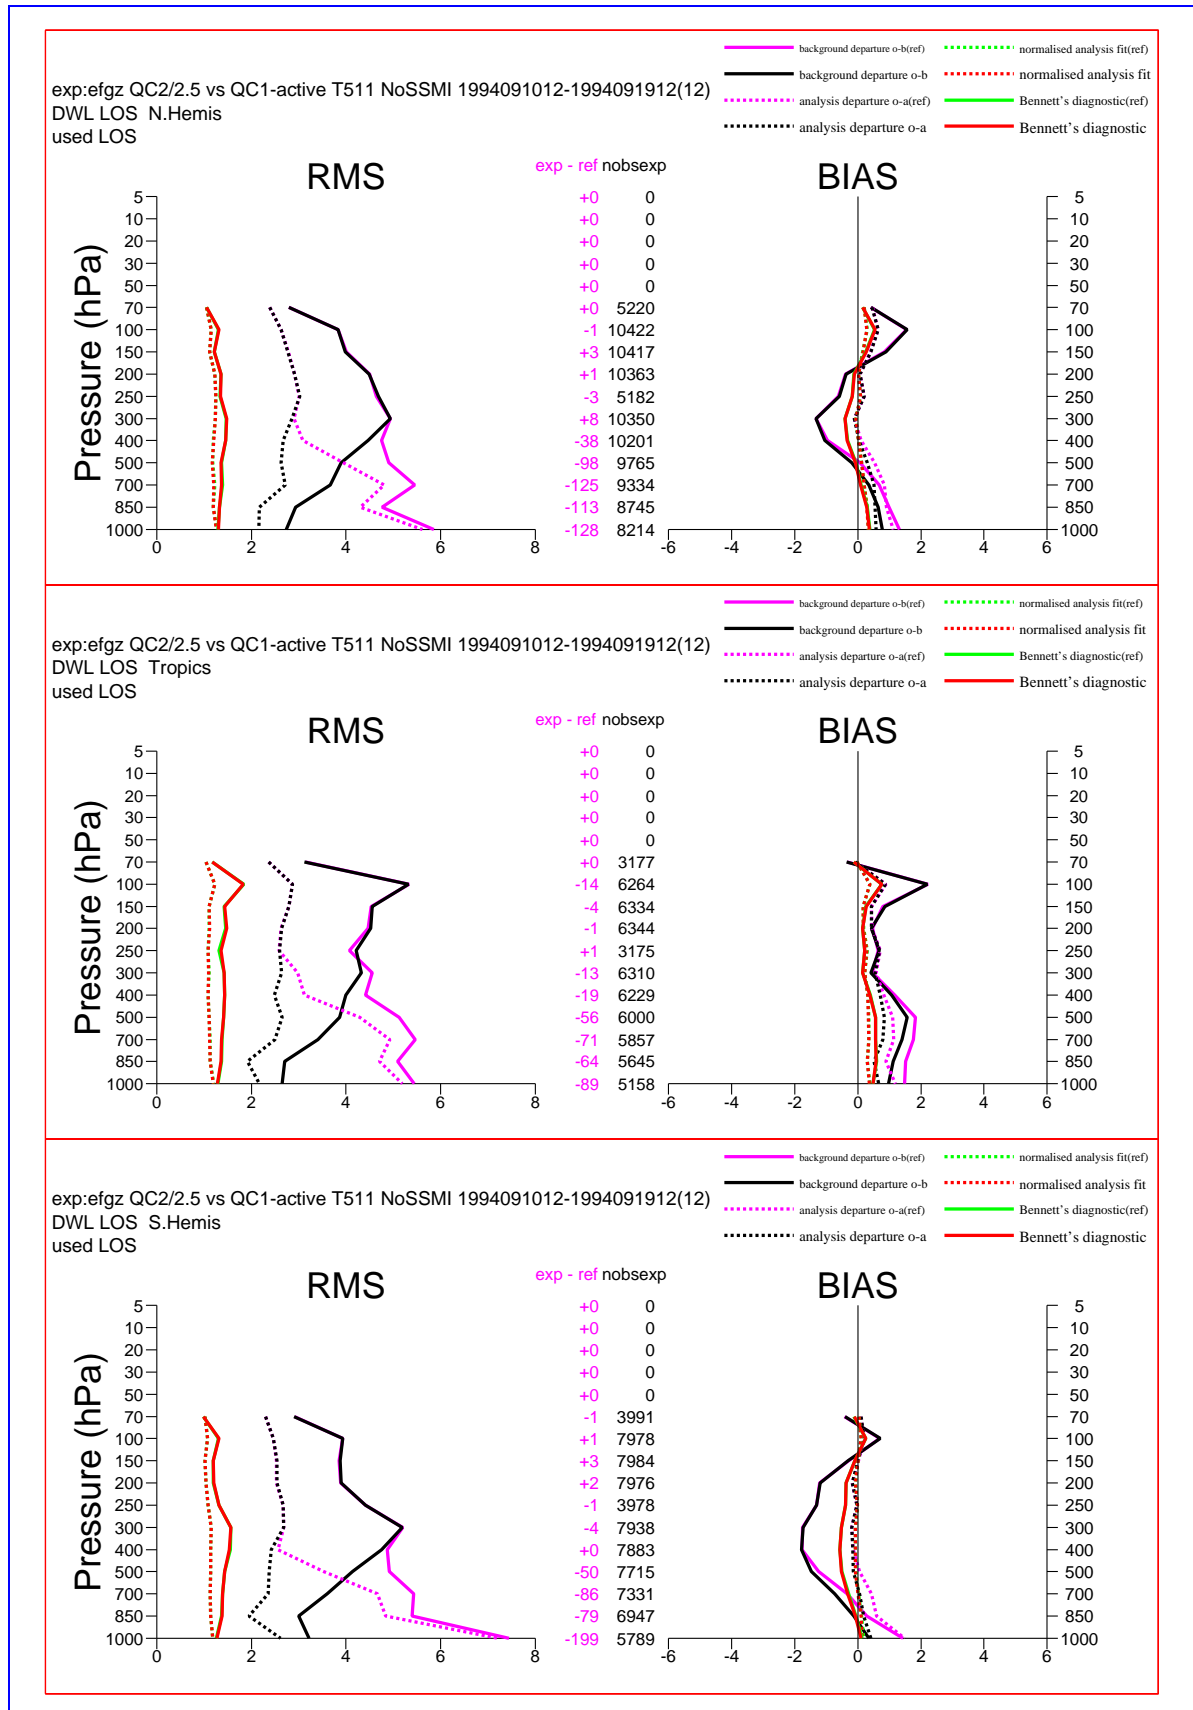 background departure o-b(ref) normalised analysis fit(ref)
background departure o-b normalised analysis fit
analysis departure o-a(ref) Bennett's diagnostic(ref)
analysis departure o-a Bennett's diagnostic
exp:efgz QC2/2.5 vs QC1-active T511 NoSSMI 1994091012-1994091912(12)
DWL LOS N.Hemis
used LOS
RMS exp - ref nobsexp BIAS
Pressure (hPa)
5 +0 0 5
10 +0 0 10
20 +0 0 20
30 +0 0 30
50 +0 0 50
70 +0 5220 70
100 -1 10422 100
150 +3 10417 150
200 +1 10363 200
250 -3 5182 250
300 +8 10350 300
400 -38 10201 400
500 -98 9765 500
700 -125 9334 700
850 -113 8745 850
1000 -128 8214 1000
0 2 4 6 8 -6 -4 -2 0 2 4 6
background departure o-b(ref) normalised analysis fit(ref)
background departure o-b normalised analysis fit
analysis departure o-a(ref) Bennett's diagnostic(ref)
analysis departure o-a Bennett's diagnostic
exp:efgz QC2/2.5 vs QC1-active T511 NoSSMI 1994091012-1994091912(12)
DWL LOS Tropics
used LOS
RMS exp - ref nobsexp BIAS
Pressure (hPa)
5 +0 0 5
10 +0 0 10
20 +0 0 20
30 +0 0 30
50 +0 0 50
70 +0 3177 70
100 -14 6264 100
150 -4 6334 150
200 -1 6344 200
250 +1 3175 250
300 -13 6310 300
400 -19 6229 400
500 -56 6000 500
700 -71 5857 700
850 -64 5645 850
1000 -89 5158 1000
0 2 4 6 8 -6 -4 -2 0 2 4 6
background departure o-b(ref) normalised analysis fit(ref)
background departure o-b normalised analysis fit
analysis departure o-a(ref) Bennett's diagnostic(ref)
analysis departure o-a Bennett's diagnostic
exp:efgz QC2/2.5 vs QC1-active T511 NoSSMI 1994091012-1994091912(12)
DWL LOS S.Hemis
used LOS
RMS exp - ref nobsexp BIAS
Pressure (hPa)
5 +0 0 5
10 +0 0 10
20 +0 0 20
30 +0 0 30
50 +0 0 50
70 -1 3991 70
100 +1 7978 100
150 +3 7984 150
200 +2 7976 200
250 -1 3978 250
300 -4 7938 300
400 +0 7883 400
500 -50 7715 500
700 -86 7331 700
850 -79 6947 850
1000 -199 5789 1000
0 2 4 6 8 -6 -4 -2 0 2 4 6